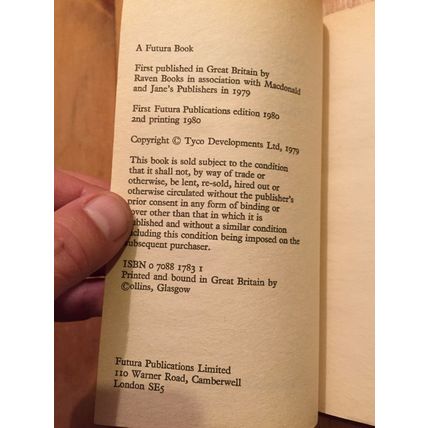 A Futura Book
First published in Great Britain by
Raven Books in association with Macdonald
and Jane's Publishers in 1979
First Futura Publications edition 1980
2nd printing 1980
Copyright © Tyco Developments Ltd, 1979
This book is sold subject to the condition
that it shall not, by way of trade or
otherwise, be lent, re-sold, hired out or
otherwise circulated without the publisher's
prior consent in any form of binding or
over other than that in which it is
ublished and without a similar condition
cluding this condition being imposed on the
ubsequent purchaser.
ISBN 0 7088 1783 1
Printed and bound in Great Britain by
©ollins, Glasgow
Futura Publications Limited
110 Warner Road, Camberwell
London SE5